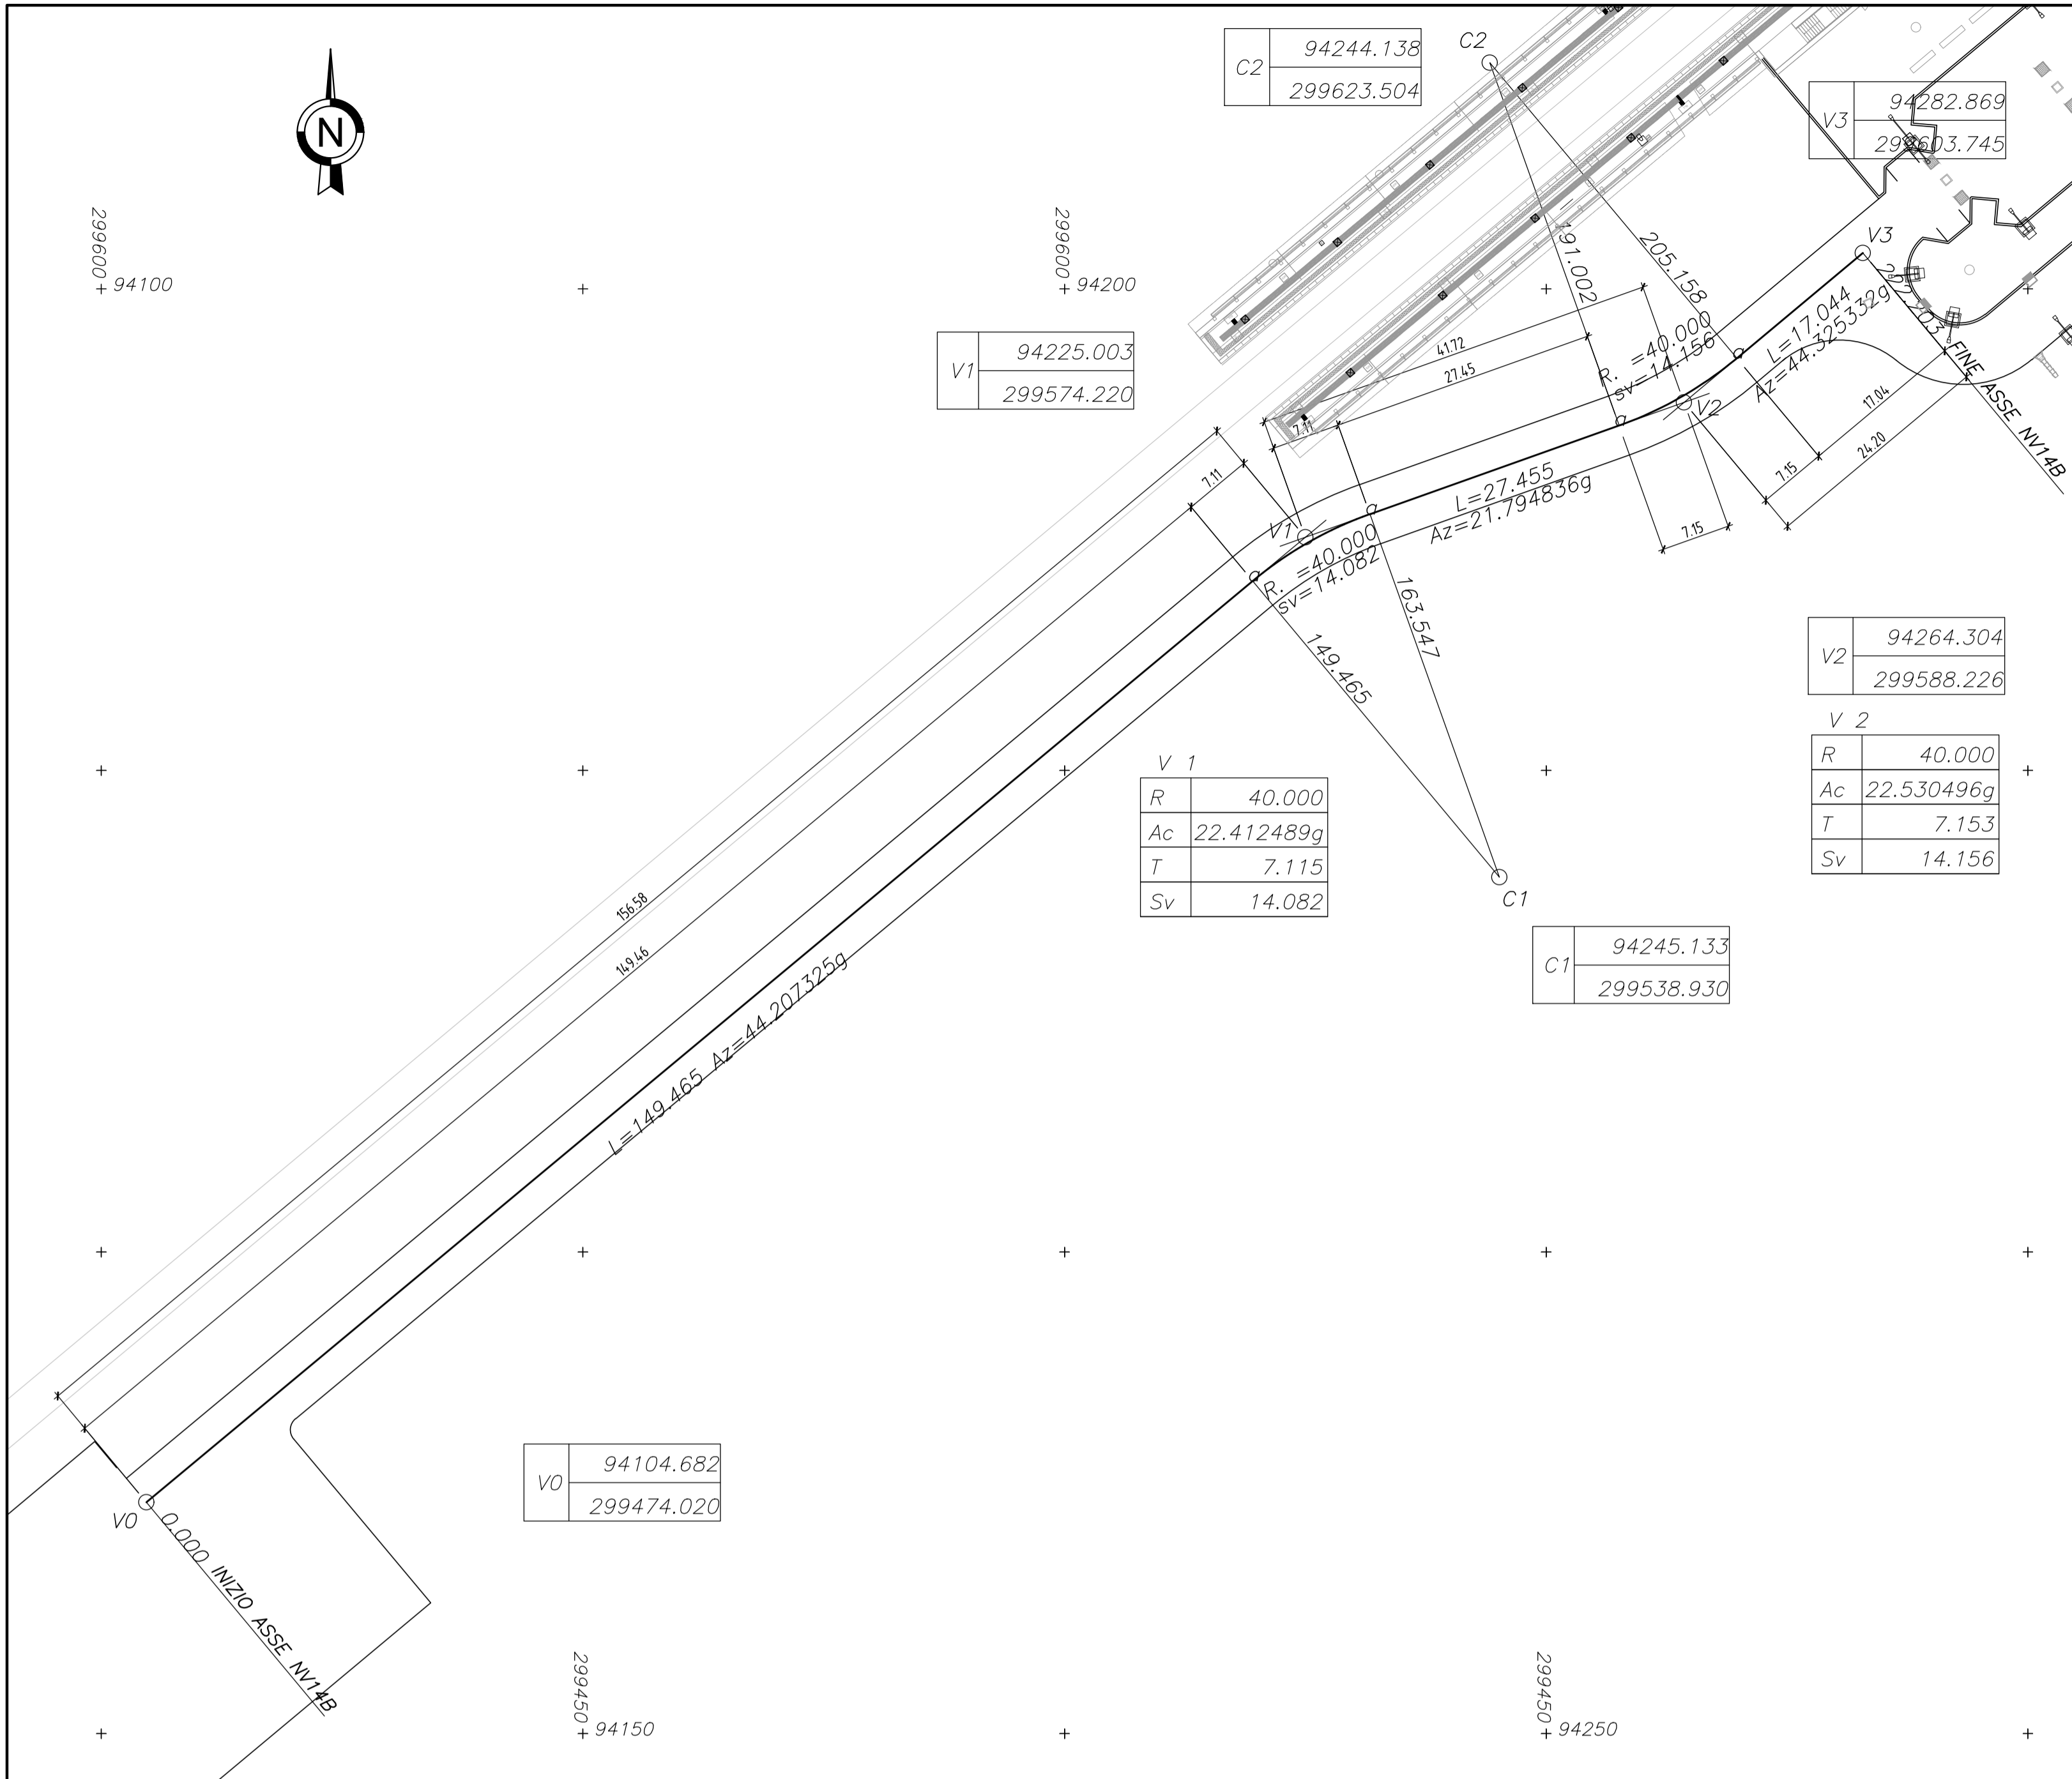 C2
94244.138
299623.504
C2
V3
94282.869
299603.745
N
299600
94100
299600
94200
V1
94225.003
299574.220
191.002
205.158
V3
222.203
FINE ASSE NV14B
L=17.044
Az=44.325332g
R. =40.000
sv=14.156
V2
41.72
27.45
7.11
7.11
17.04
7.15
24.20
7.15
L=27.455
Az=21.794836g
V1
R. =40.000
sv=14.082
163.547
149.465
V2
94264.304
299588.226
V 2
R 40.000
Ac 22.530496g
T 7.153
Sv 14.156
V 1
R 40.000
Ac 22.412489g
T 7.115
Sv 14.082
C1
C1
94245.133
299538.930
156.58
149.46
L=149.465 Az=44.207325g
V0
94104.682
299474.020
V0
0.000 INIZIO ASSE NV14B
299450
94150
299450
94250